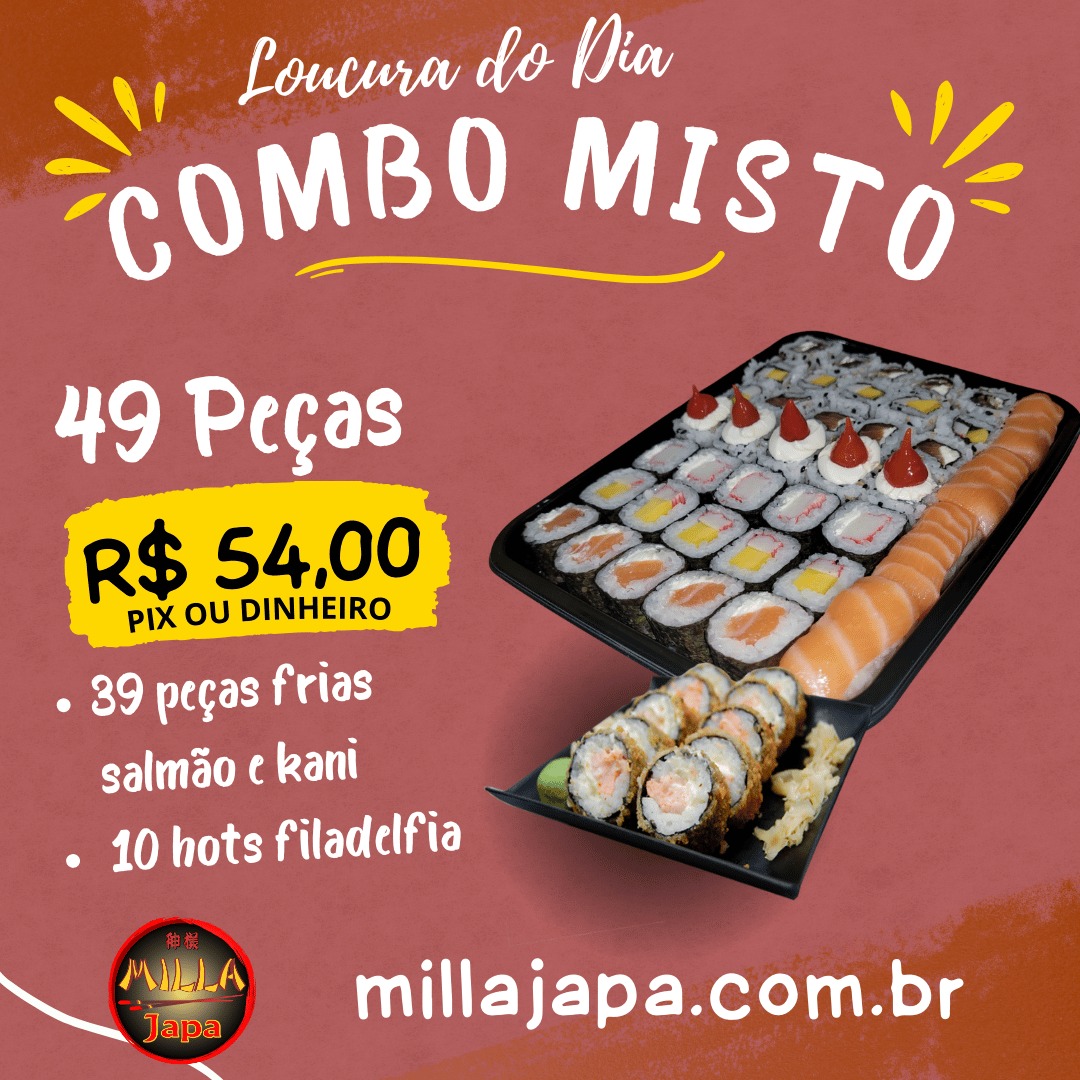 Loucura do Dia
COMBO MISTO
49 Peças
R$ 54,00
PIX OU DINHEIRO
• 39 peças frias
salmão e kani
• 10 hots filadelfia
MILLA
Japa
millajapa.com.br